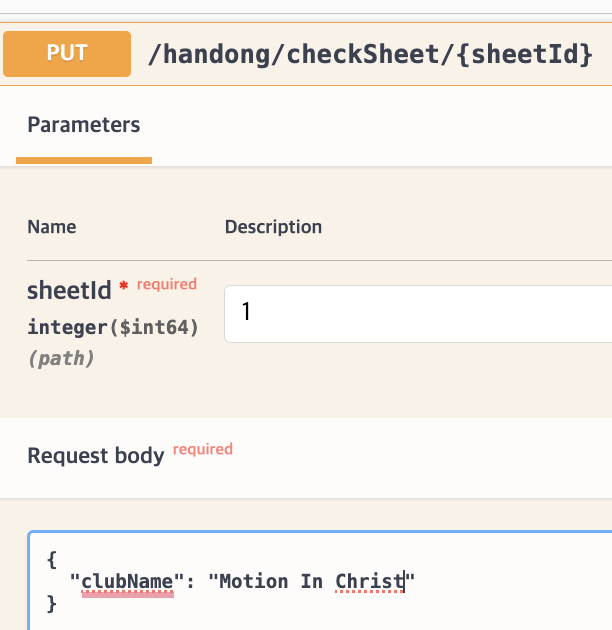 PUT /handong/checkSheet/{sheetId}
Parameters
Name Description
sheetId * required
1
integer($int64)
(path)
Request body required
{
"clubName": "Motion In Christ"
}